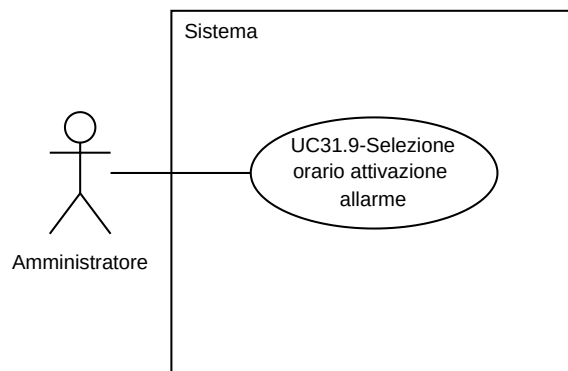 Sistema
UC31.9-Selezione
orario attivazione
allarme
Amministratore